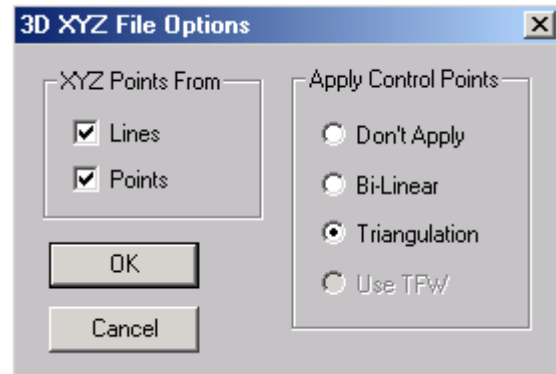 3D XYZ File Options
XYZ Points From
Lines
Points
OK
Cancel
Apply Control Points
Don't Apply
Bi-Linear
Triangulation
Use TFW